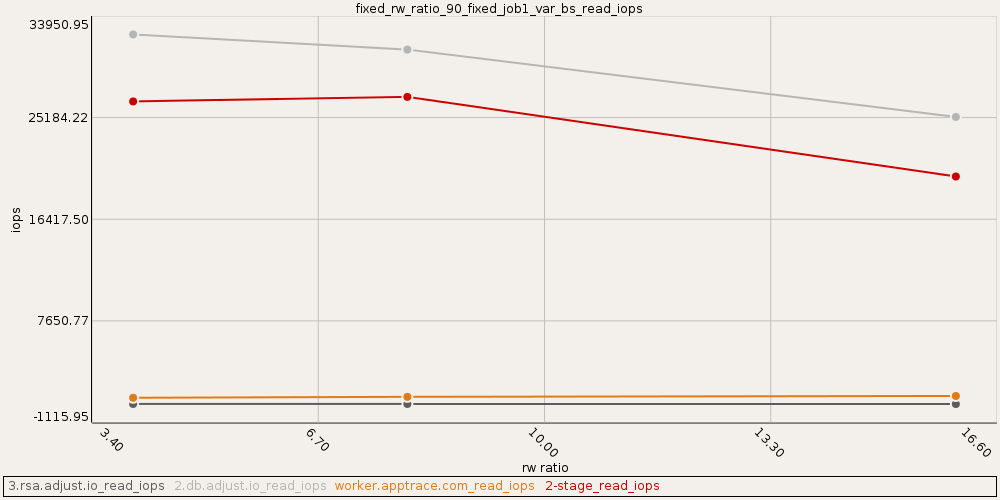 fixed_rw_ratio_90_fixed_job1_var_bs_read_iops
33950.95
25184.22
16417.50
7650.77
-1115.95
iops
3.40 6.70 10.00 13.30 16.60
rw ratio
3.rsa.adjust.io_read_iops 2.db.adjust.io_read_iops worker.apptrace.com_read_iops 2-stage_read_iops